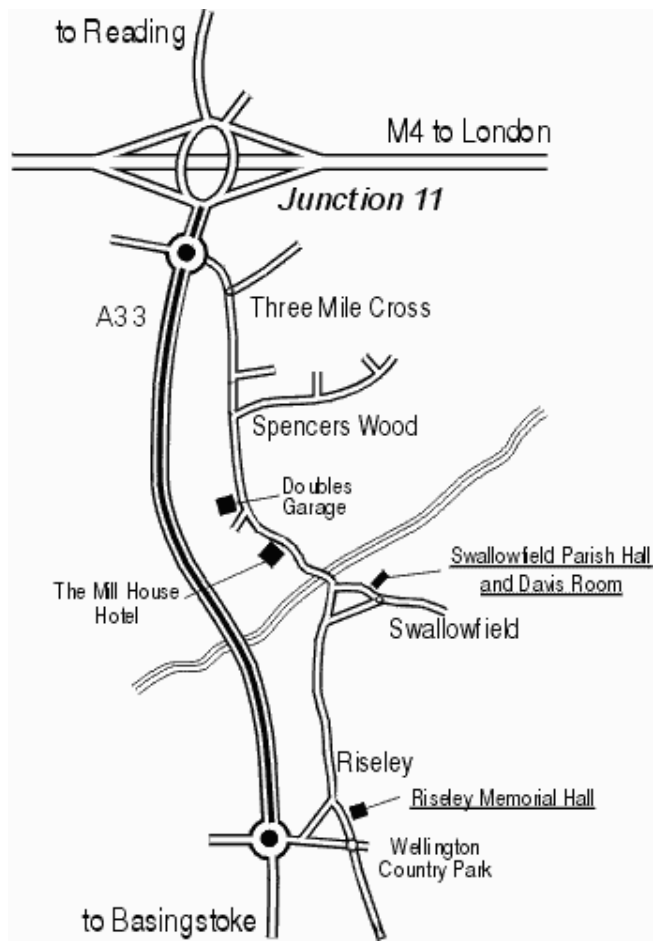 to Reading
M4 to London
Junction 11
A33
Three Mile Cross
Spencers Wood
Doubles
Garage
Swallowfield Parish Hall
and Davis Room
The Mill House
Hotel
Swallowfield
Riseley
Riseley Memorial Hall
Wellington
Country Park
to Basingstoke